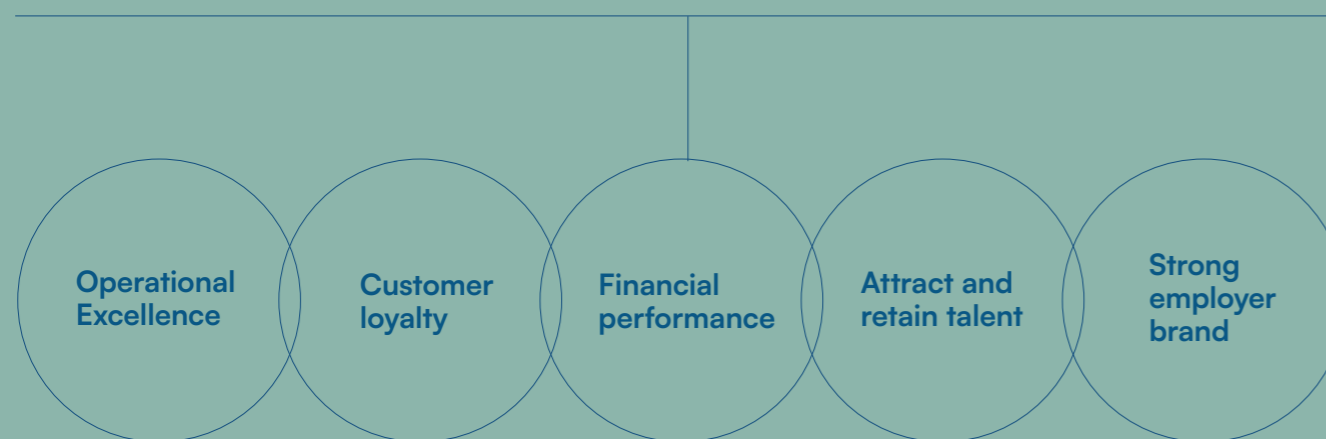 Operational
Excellence
Customer
loyalty
Financial
performance
Attract and
retain talent
Strong
employer
brand